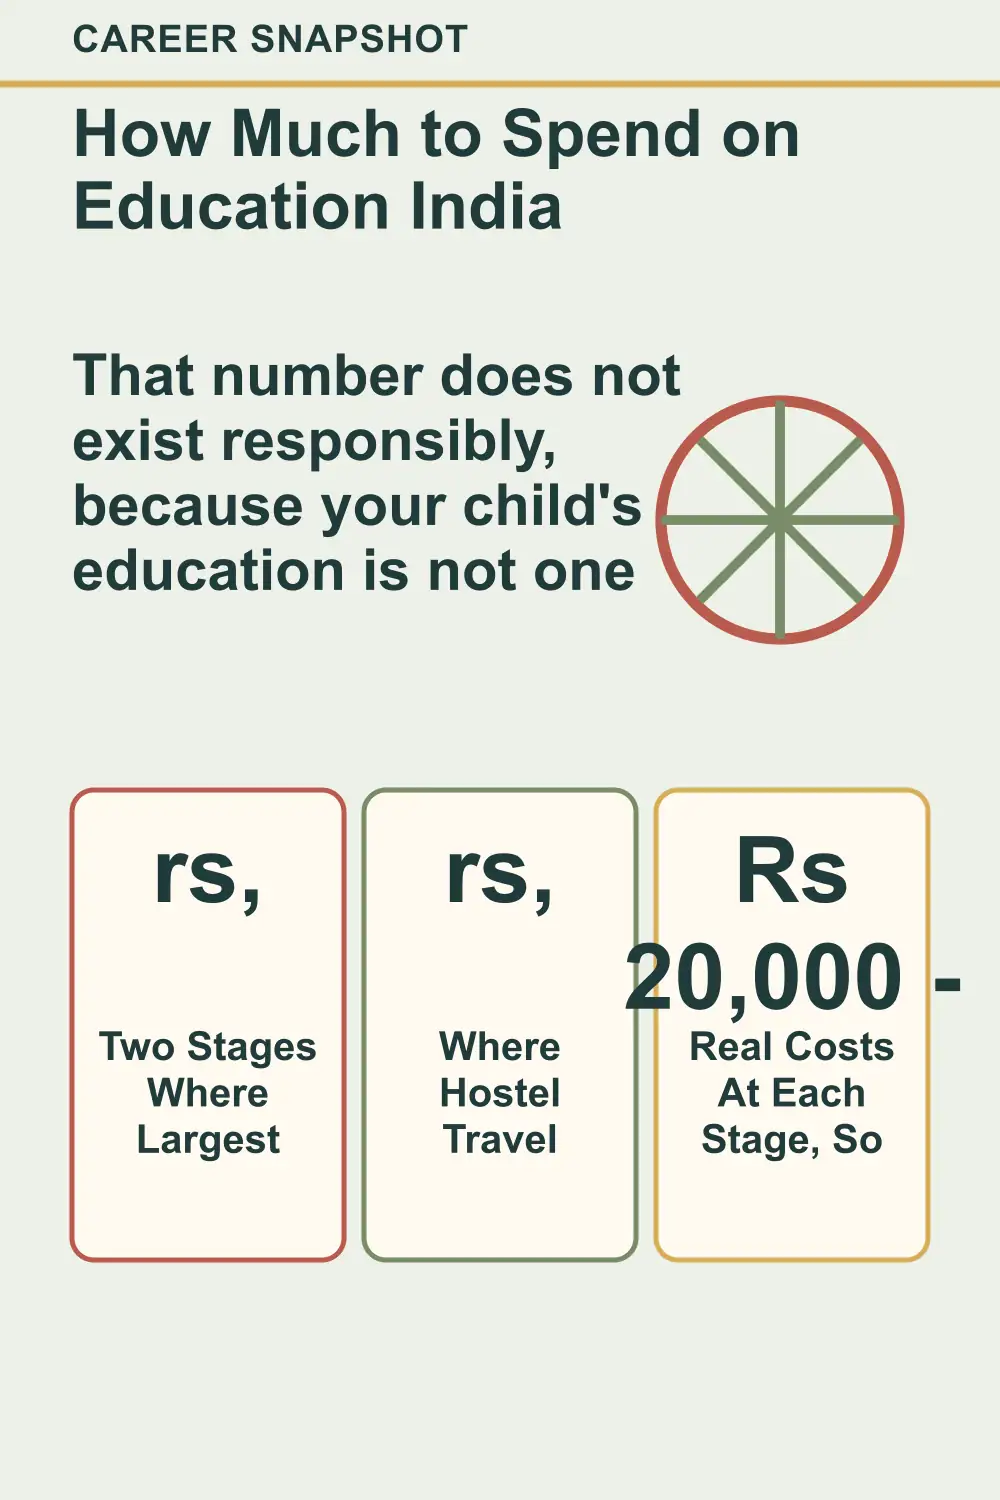 CAREER SNAPSHOT
How Much to Spend on
Education India
That number does not
exist responsibly,
because your child's
education is not one
rs,
Two Stages
Where
Largest
rs,
Where
Hostel
Travel
Rs
20,000 -
Real Costs
At Each
Stage, So